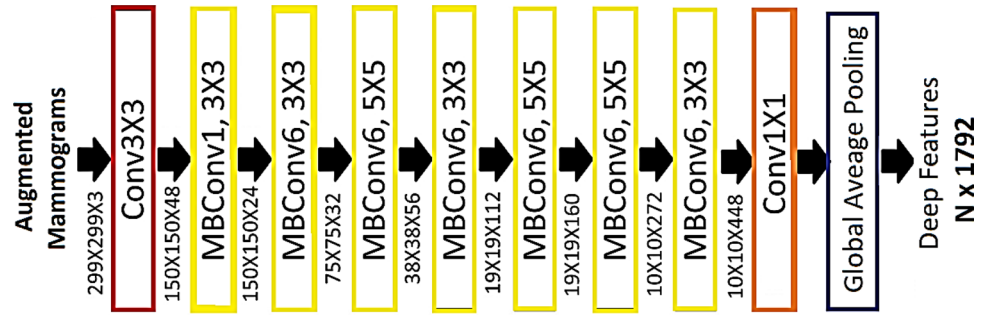 Augmented
Mammograms
299X299X3
Conv3X3
150X150X48
MBConv1, 3X3
150X150X24
MBConv6, 3X3
75X75X32
MBConv6, 5X5
38X38X56
MBConv6, 3X3
19X19X112
MBConv6, 5X5
19X19X160
MBConv6, 5X5
10X10X272
MBConv6, 3X3
10X10X448
Conv1X1
Global Aveage Pooling
Deep Features
N x 1792